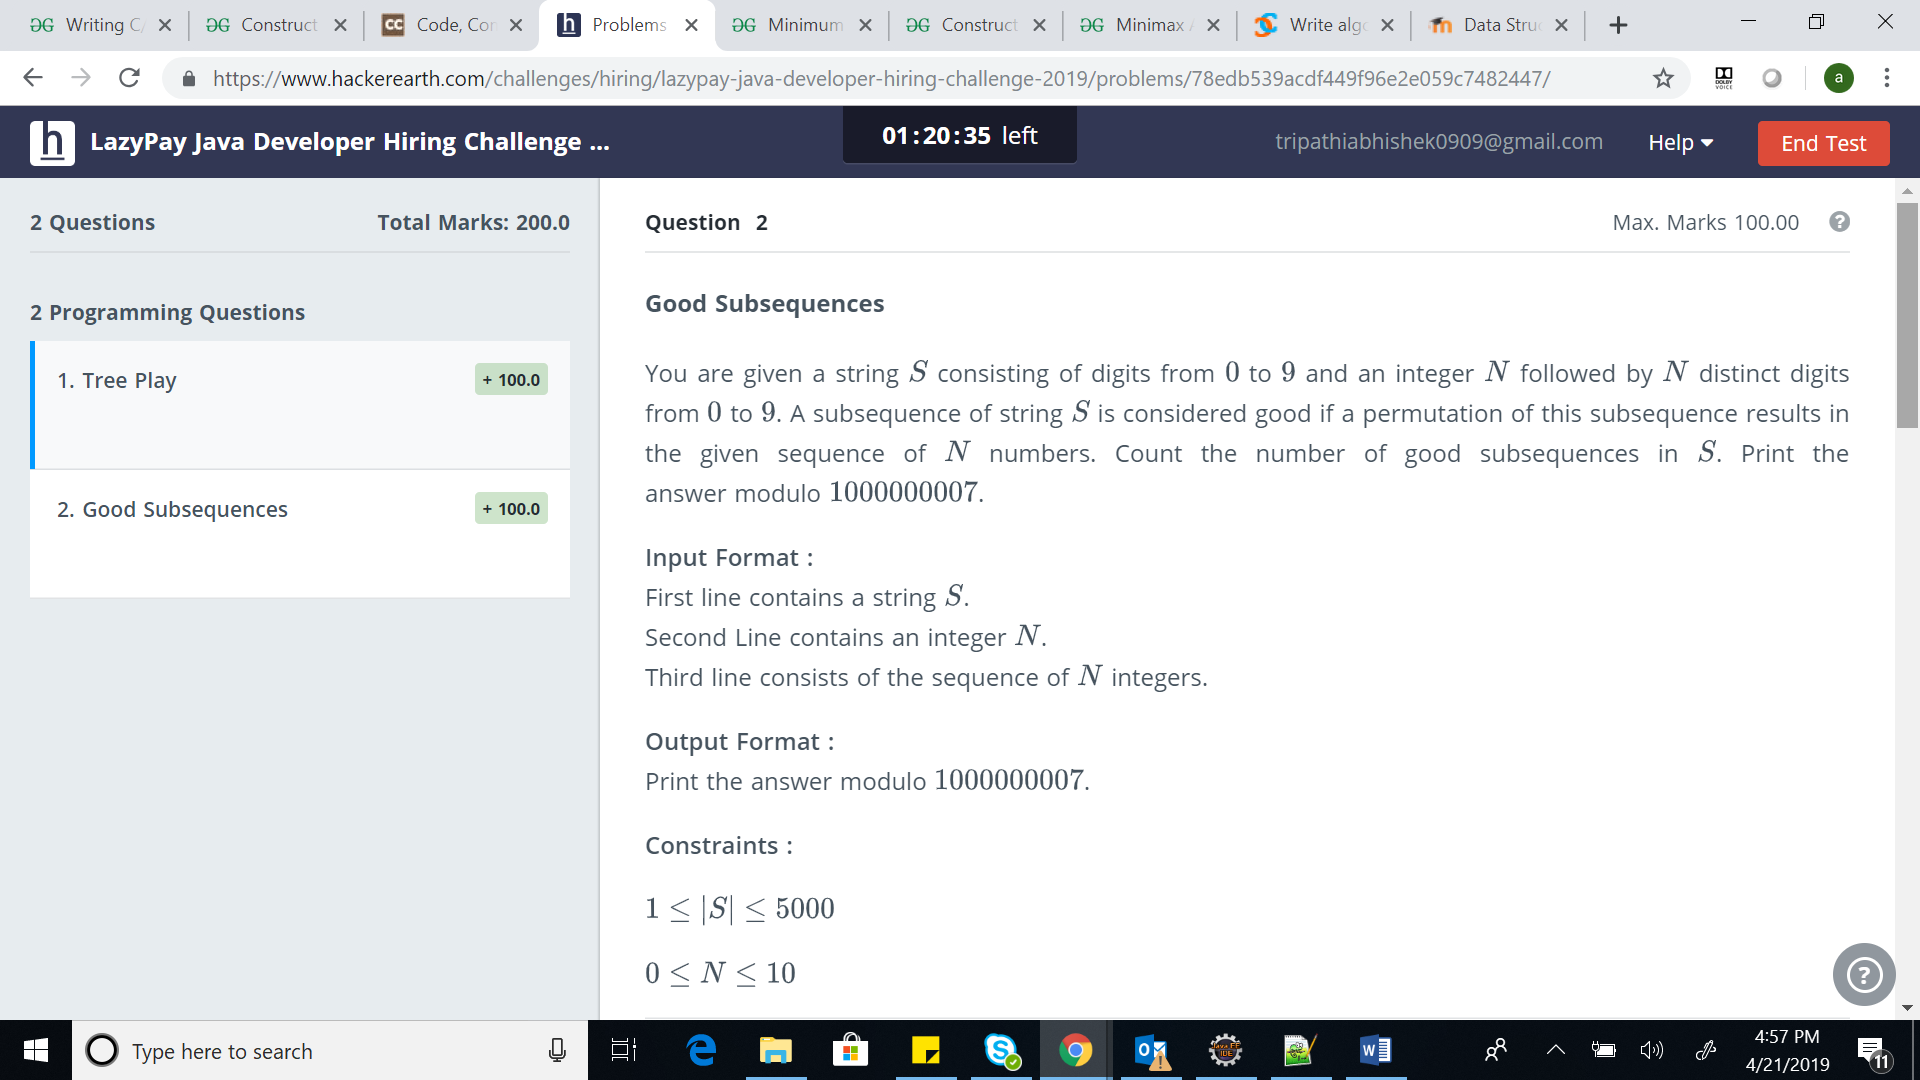 Writing C/
Construct
Code, Con
Problems
Minimum
Construct
Minimax A
Write algo
Data Struc
https://www.hackerearth.com/challenges/hiring/lazypay-java-developer-hiring-challenge-2019/problems/78edb539acdf449f96e2e059c7482447/
DOLBY VOICE
a
h LazyPay Java Developer Hiring Challenge ...
01:20:35 left
tripathiabhishek0909@gmail.com
Help
End Test
2 Questions
Total Marks: 200.0
2 Programming Questions
1. Tree Play
+ 100.0
2. Good Subsequences
+ 100.0
Question 2
Max. Marks 100.00
Good Subsequences
You are given a string S consisting of digits from 0 to 9 and an integer N followed by N distinct digits
from 0 to 9. A subsequence of string S is considered good if a permutation of this subsequence results in
the given sequence of N numbers. Count the number of good subsequences in S. Print the
answer modulo 1000000007.
Input Format :
First line contains a string S.
Second Line contains an integer N.
Third line consists of the sequence of N integers.
Output Format :
Print the answer modulo 1000000007.
Constraints :
1 ≤ |S| ≤ 5000
0 ≤ N ≤ 10
Type here to search
4:57 PM
4/21/2019
11